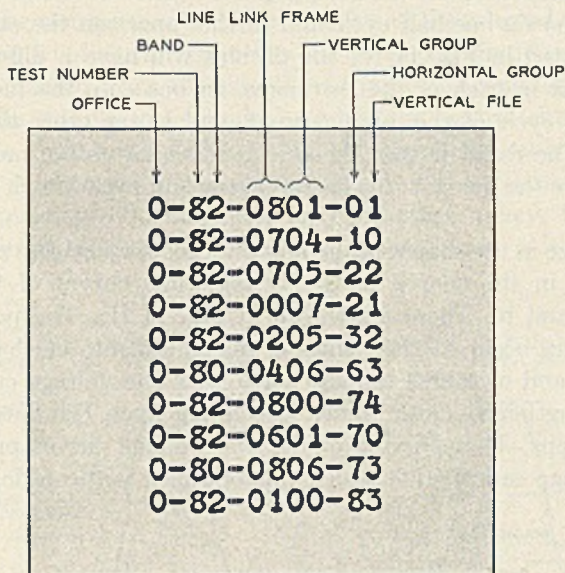 LINE LINK FRAME
BAND
VERTICAL GROUP
TEST NUMBER
HORIZONTAL GROUP
OFFICE
VERTICAL FILE
0-82-0801-01
0-82-0704-10
0-82-0705-22
0-82-0007-21
0-82-0205-32
0-80-0406-63
0-82-0800-74
0-82-0601-70
0-80-0806-73
0-82-0100-83